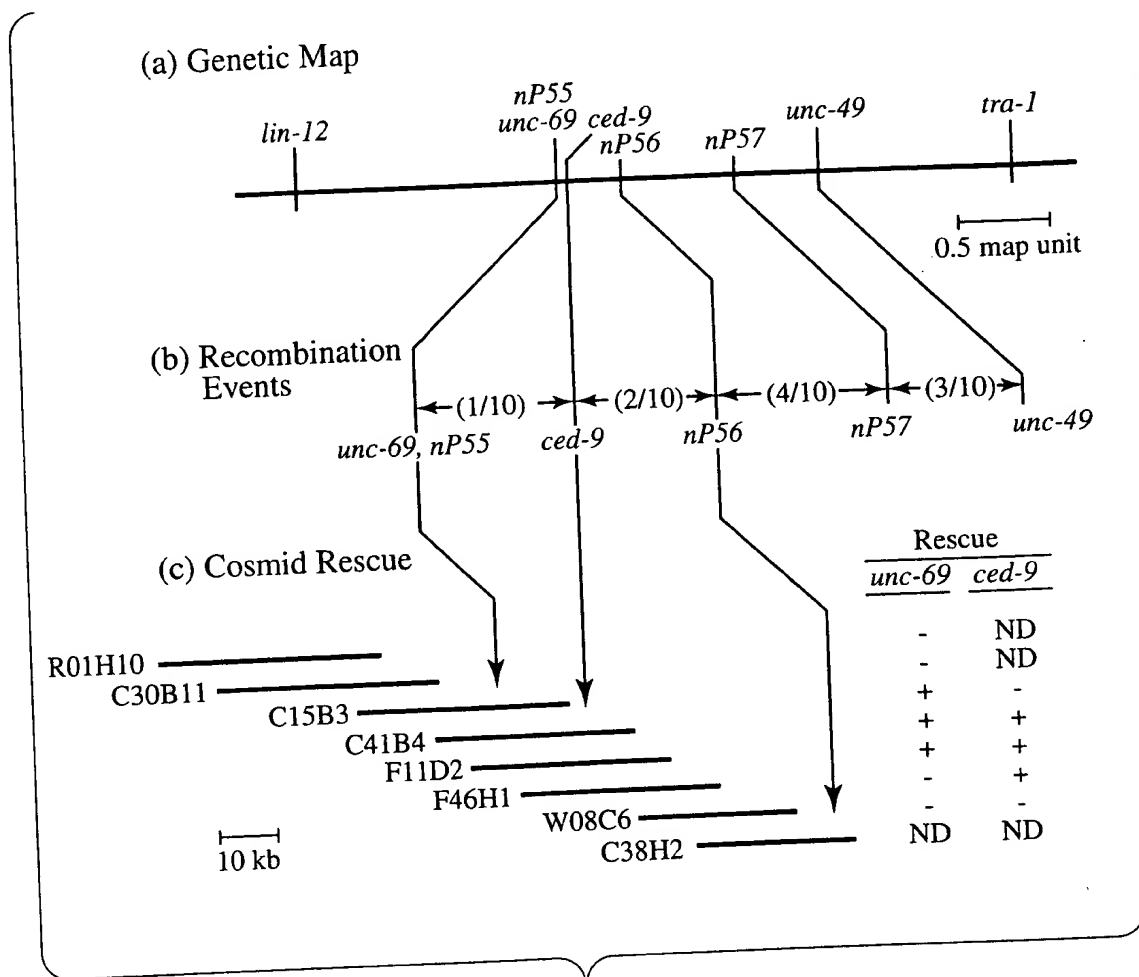 (a) Genetic Map
lin-12
nP55
unc-69 ced-9
nP56
nP57
unc-49
tra-1
0.5 map unit
(b) Recombination
Events
(1/10)
(2/10)
(4/10)
(3/10)
unc-69, nP55
ced-9
nP56
nP57
unc-49
(c) Cosmid Rescue
Rescue
unc-69 ced-9
R01H10 - ND
C30B11 - ND
C15B3 + -
C41B4 + +
F11D2 + +
F46H1 - +
W08C6 - -
C38H2 ND ND
10 kb